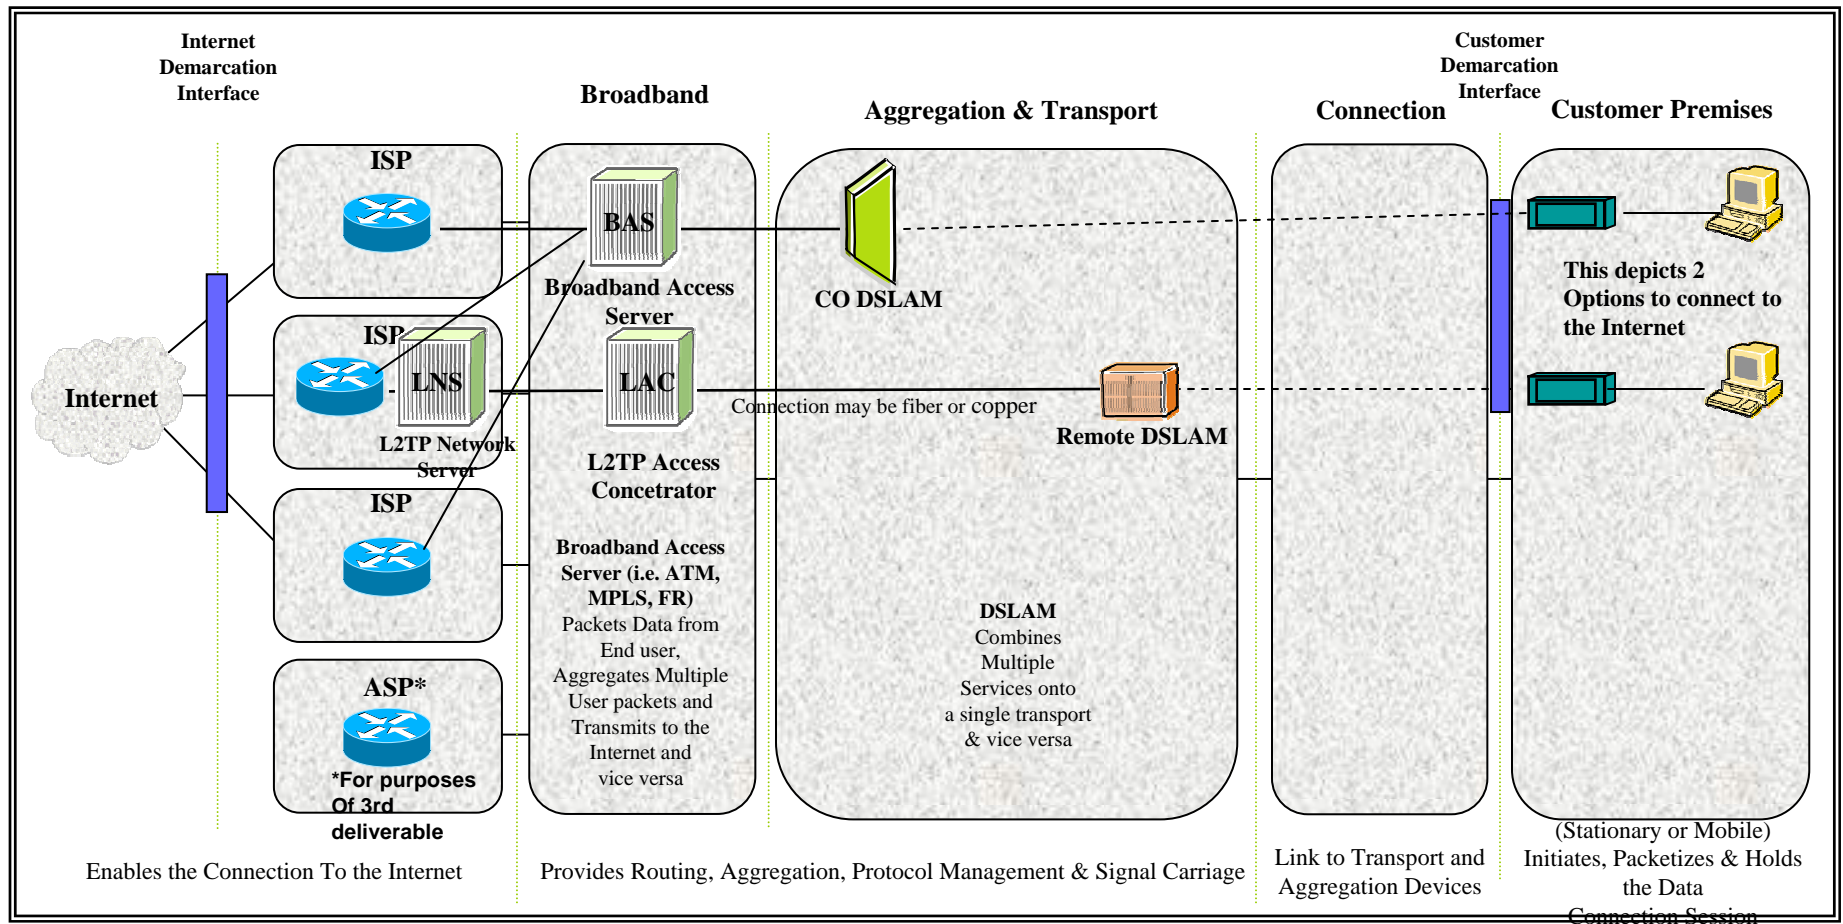 Internet
Demarcation
Interface
Customer
Demarcation
Interface
Broadband
Aggregation & Transport
Connection
Customer Premises
ISP
BAS
Broadband Access
Server
CO DSLAM
This depicts 2
Options to connect to
the Internet
Internet
ISP
LNS
L2TP Network
Server
LAC
L2TP Access
Concetrator
Connection may be fiber or copper
Remote DSLAM
ISP
Broadband Access
Server (i.e. ATM,
MPLS, FR)
Packets Data from
End user,
Aggregates Multiple
User packets and
Transmits to the
Internet and
vice versa
DSLAM
Combines
Multiple
Services onto
a single transport
& vice versa
ASP*
*For purposes
Of 3rd
deliverable
Enables the Connection To the Internet
Provides Routing, Aggregation, Protocol Management & Signal Carriage
Link to Transport and
Aggregation Devices
(Stationary or Mobile)
Initiates, Packetizes & Holds
the Data
Connection Session